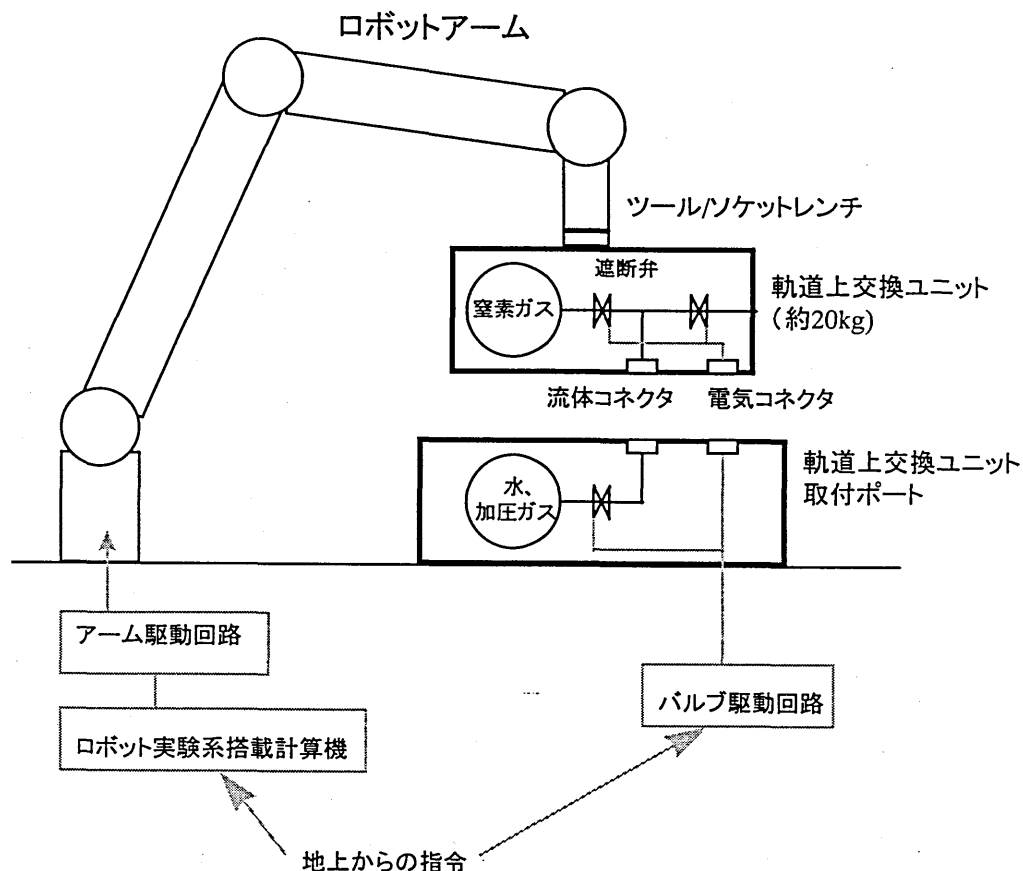 ロボットアーム
ツール/ソケットレンチ
遮断弁
窒素ガス
軌道上交換ユニット
(約20kg)
流体コネクタ
電気コネクタ
水、
加圧ガス
軌道上交換ユニット
取付ポート
アーム駆動回路
バルブ駆動回路
ロボット実験系搭載計算機
地上からの指令